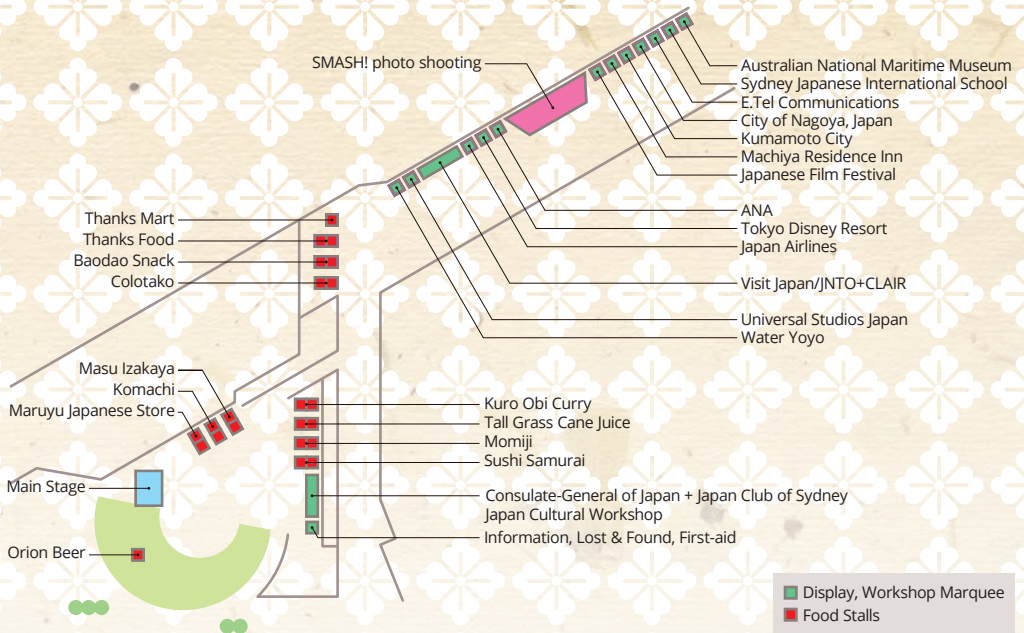 SMASH! photo shooting
Australian National Maritime Museum
Sydney Japanese International School
E.Tel Communications
City of Nagoya, Japan
Kumamoto City
Machiya Residence Inn
Japanese Film Festival
ANA
Tokyo Disney Resort
Japan Airlines
Visit Japan/JNTO+CLAIR
Universal Studios Japan
Water Yoyo
Thanks Mart
Thanks Food
Baodao Snack
Colotako
Masu Izakaya
Komachi
Maruyu Japanese Store
Main Stage
Orion Beer
Kuro Obi Curry
Tall Grass Cane Juice
Momiji
Sushi Samurai
Consulate-General of Japan + Japan Club of Sydney
Japan Cultural Workshop
Information, Lost & Found, First-aid
Display, Workshop Marquee
Food Stalls